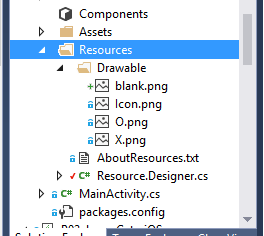 Components
Assets
Resources
Drawable
blank.png
Icon.png
O.png
X.png
AboutResources.txt
Resource.Designer.cs
MainActivity.cs
packages.config